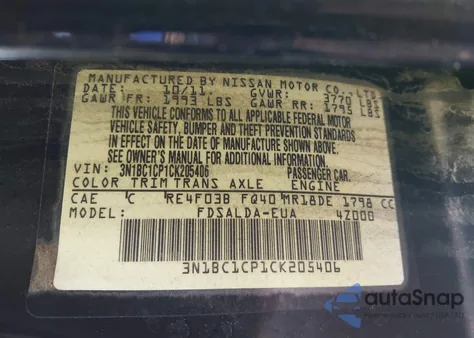 MANUFACTURED BY NISSAN MOTOR CO., LTD.
DATE: 10/11 GVWR: 3770 LBS
GAWR FR: 1993 LBS GAWR RR: 1795 LBS
THIS VEHICLE CONFORMS TO ALL APPLICABLE FEDERAL MOTOR
VEHICLE SAFETY, BUMPER AND THEFT PREVENTION STANDARDS
IN EFFECT ON THE DATE OF MANUFACTURE SHOWN ABOVE.
SEE OWNER'S MANUAL FOR ADDITIONAL INFORMATION.
VIN: 3N1BC1CP1CK205406 PASSENGER CAR.
COLOR TRIM TRANS AXLE ENGINE
CAE C RE4F03B FQ40 MR18DE 1798 CC
MODEL: FDSALDA-EUA 4Z000
3N1BC1CP1CK205406
autaSnap